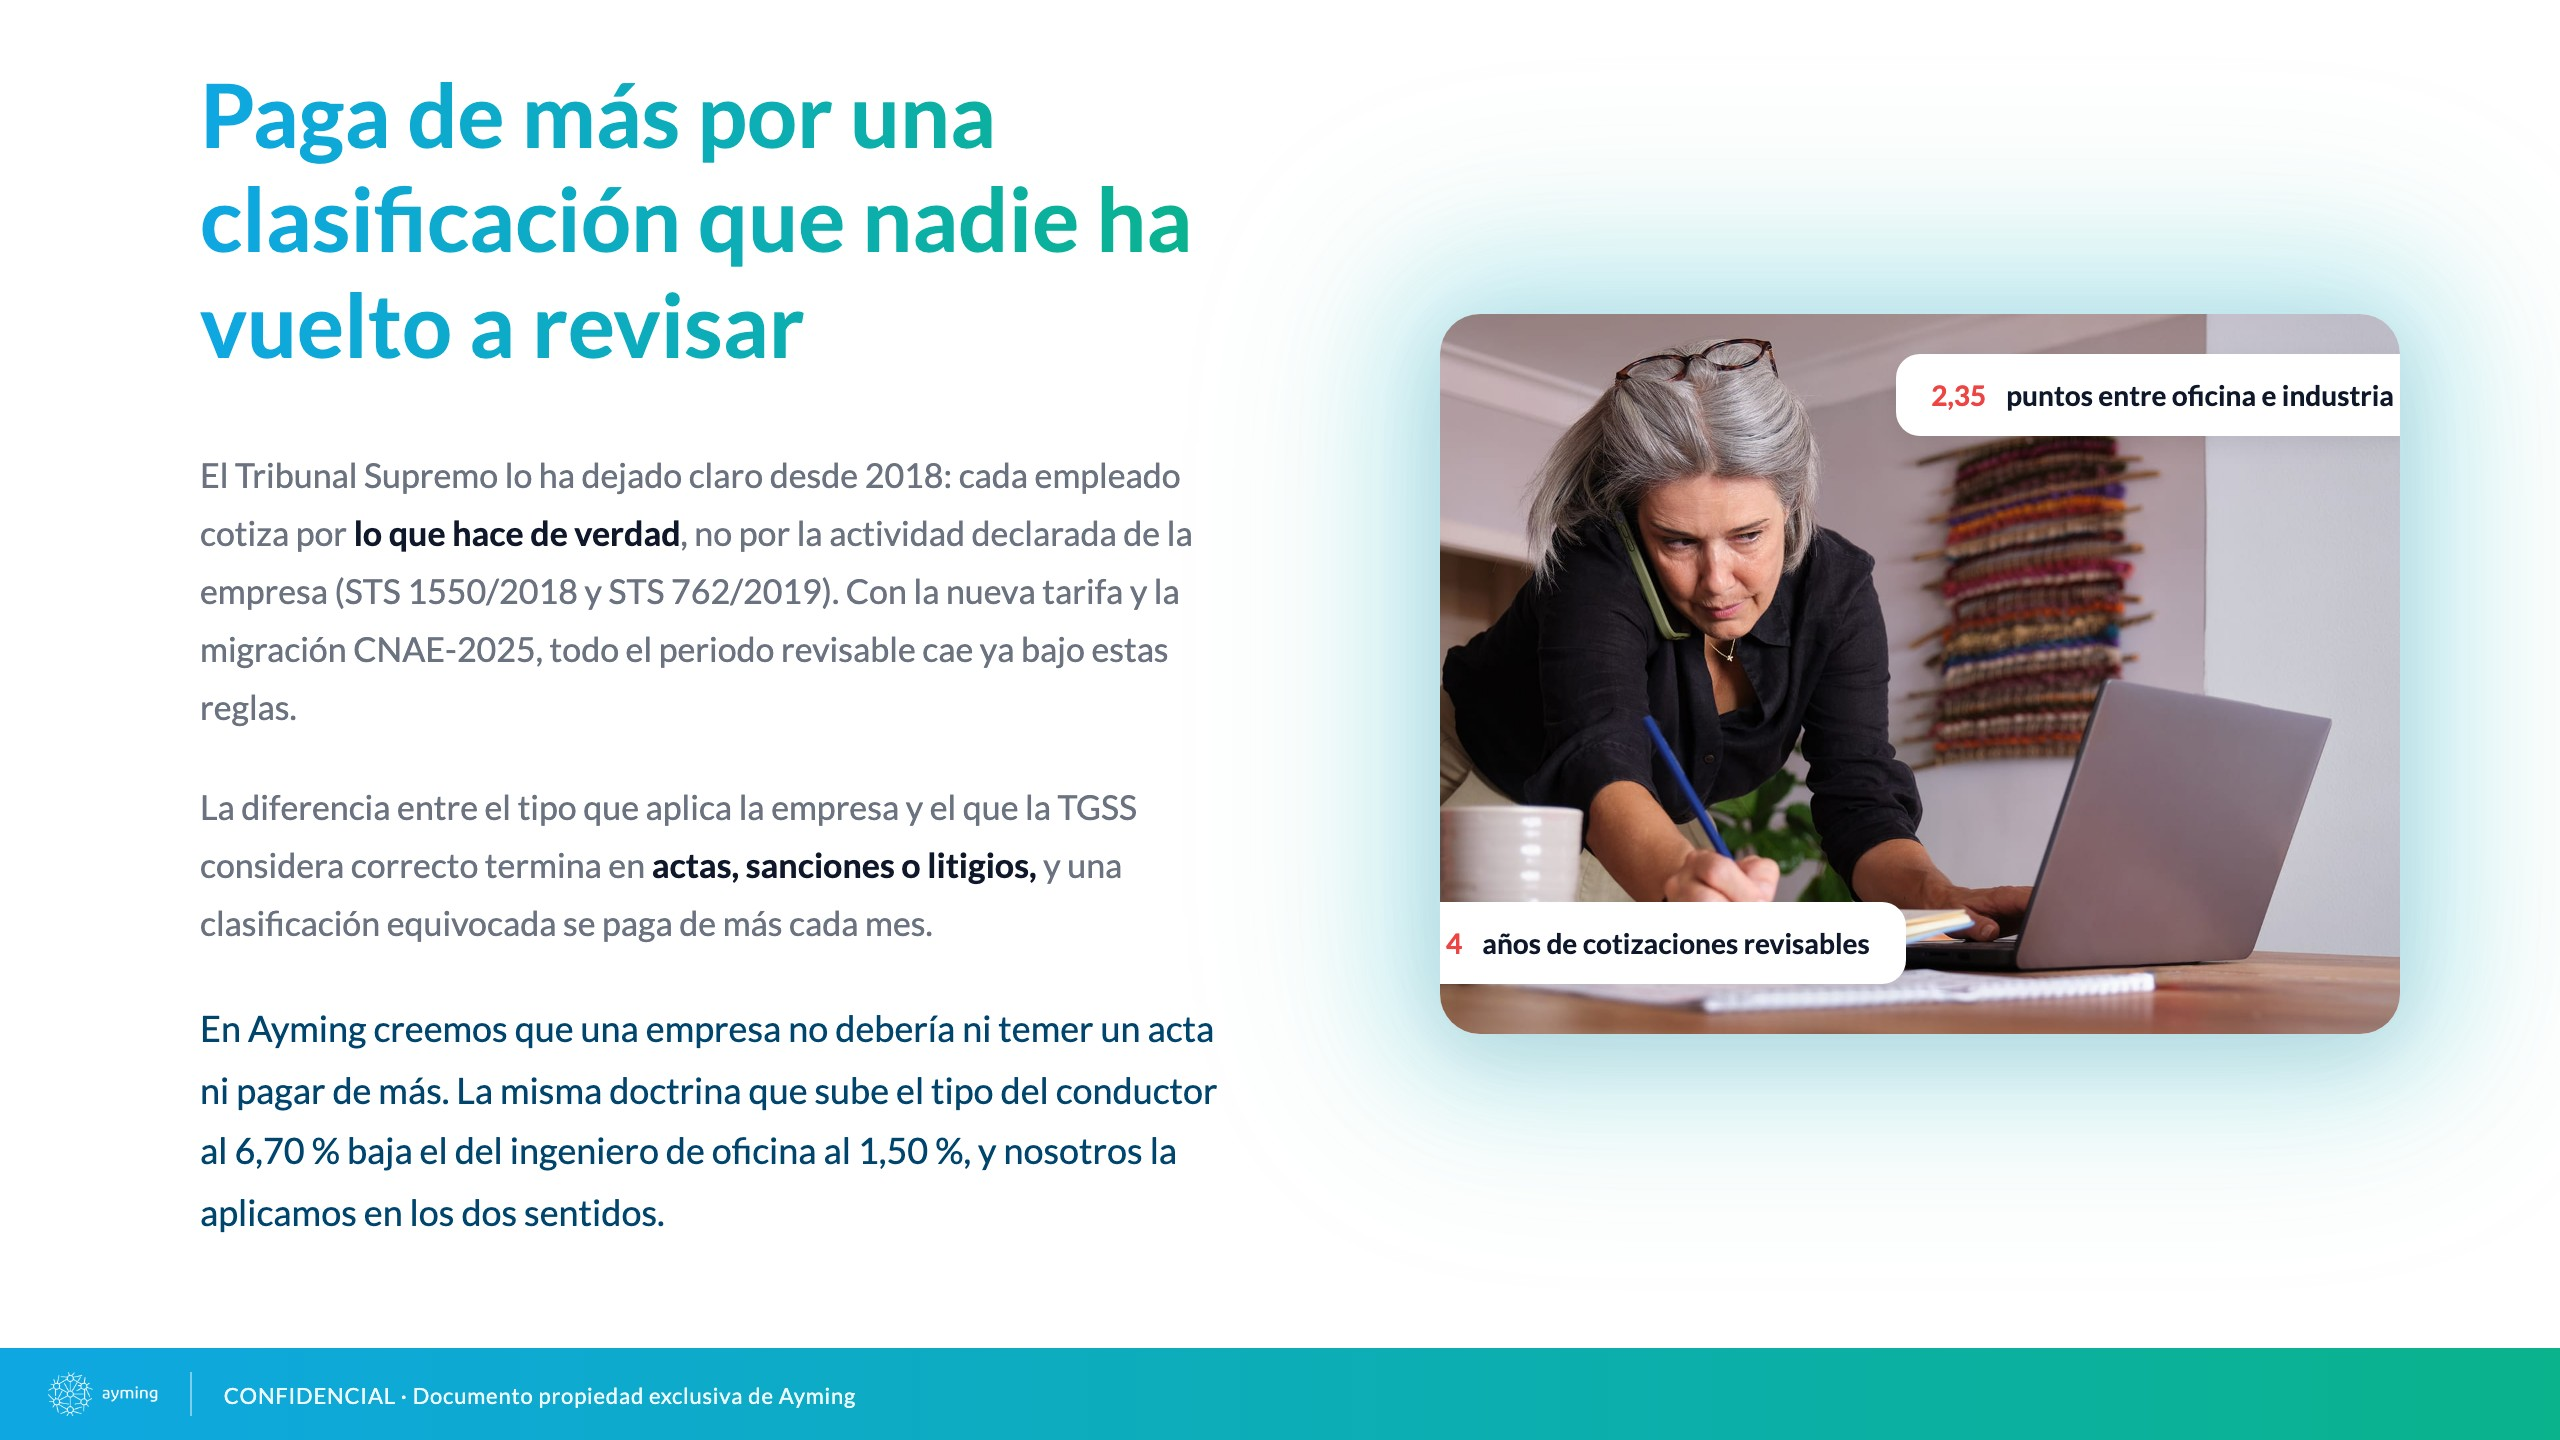 Paga de más por una
clasificación que nadie ha
vuelto a revisar
El Tribunal Supremo lo ha dejado claro desde 2018: cada empleado
cotiza por lo que hace de verdad, no por la actividad declarada de la
empresa (STS 1550/2018 y STS 762/2019). Con la nueva tarifa y la
migración CNAE-2025, todo el periodo revisable cae ya bajo estas
reglas.
La diferencia entre el tipo que aplica la empresa y el que la TGSS
considera correcto termina en actas, sanciones o litigios, y una
clasificación equivocada se paga de más cada mes.
En Ayming creemos que una empresa no debería ni temer un acta
ni pagar de más. La misma doctrina que sube el tipo del conductor
al 6,70 % baja el del ingeniero de oficina al 1,50 %, y nosotros la
aplicamos en los dos sentidos.
2,35 puntos entre oficina e industria
4 años de cotizaciones revisables
ayming
CONFIDENCIAL · Documento propiedad exclusiva de Ayming